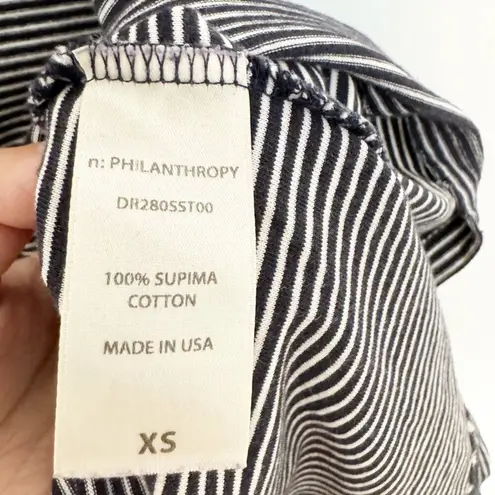 n: PHILANTHROPY
DR280SST00
100% SUPIMA
COTTON
MADE IN USA
XS